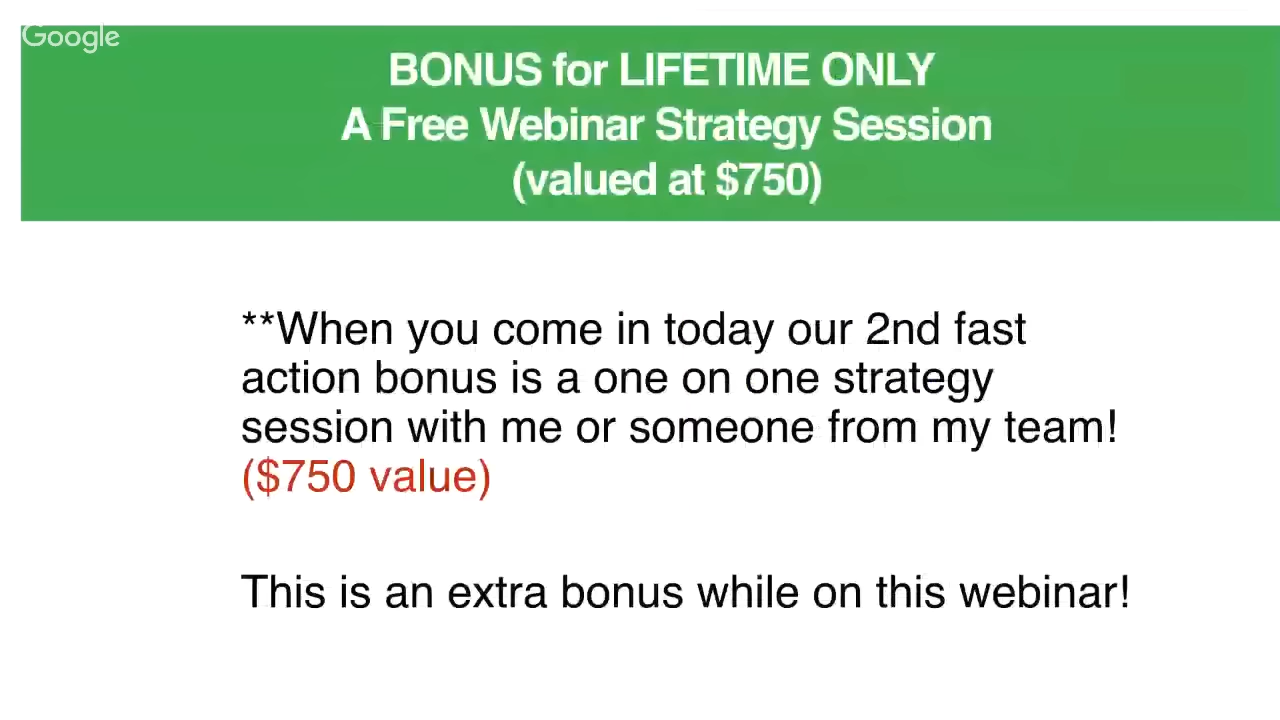 Google
BONUS for LIFETIME ONLY
A Free Webinar Strategy Session
(valued at $750)
**When you come in today our 2nd fast
action bonus is a one on one strategy
session with me or someone from my team!
($750 value)
This is an extra bonus while on this webinar!